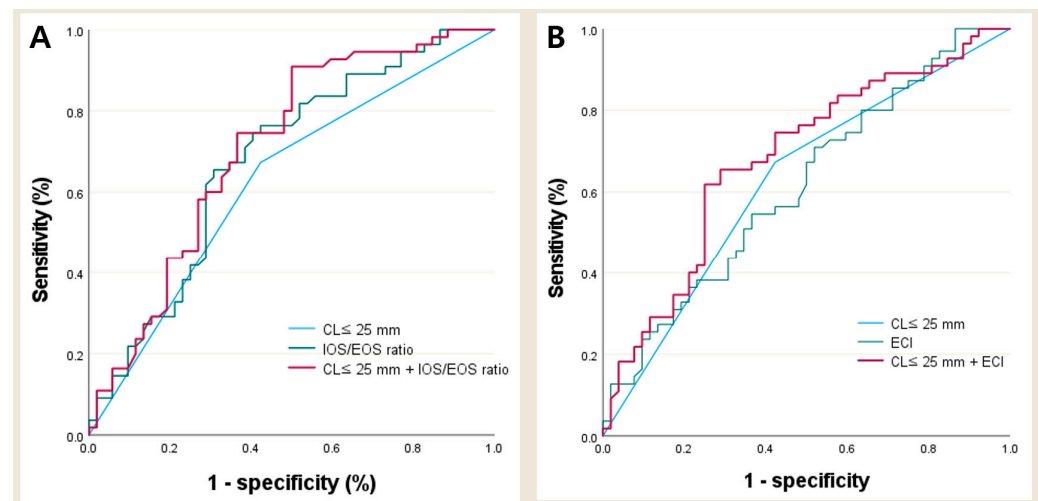 A
1.0
0.8
0.6
0.4
0.2
0.0
Sensitivity (%)
CL≤ 25 mm
IOS/EOS ratio
CL≤ 25 mm + IOS/EOS ratio
0.0 0.2 0.4 0.6 0.8 1.0
1 - specificity (%)
B
1.0
0.8
0.6
0.4
0.2
0.0
Sensitivity (%)
CL≤ 25 mm
ECI
CL≤ 25 mm + ECI
0.0 0.2 0.4 0.6 0.8 1.0
1 - specificity